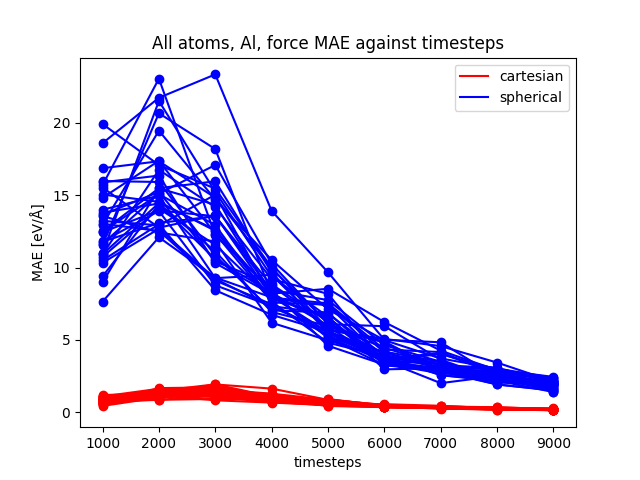 All atoms, Al, force MAE against timesteps
cartesian
spherical
MAE [eV/Å]
20
15
10
5
0
1000 2000 3000 4000 5000 6000 7000 8000 9000
timesteps